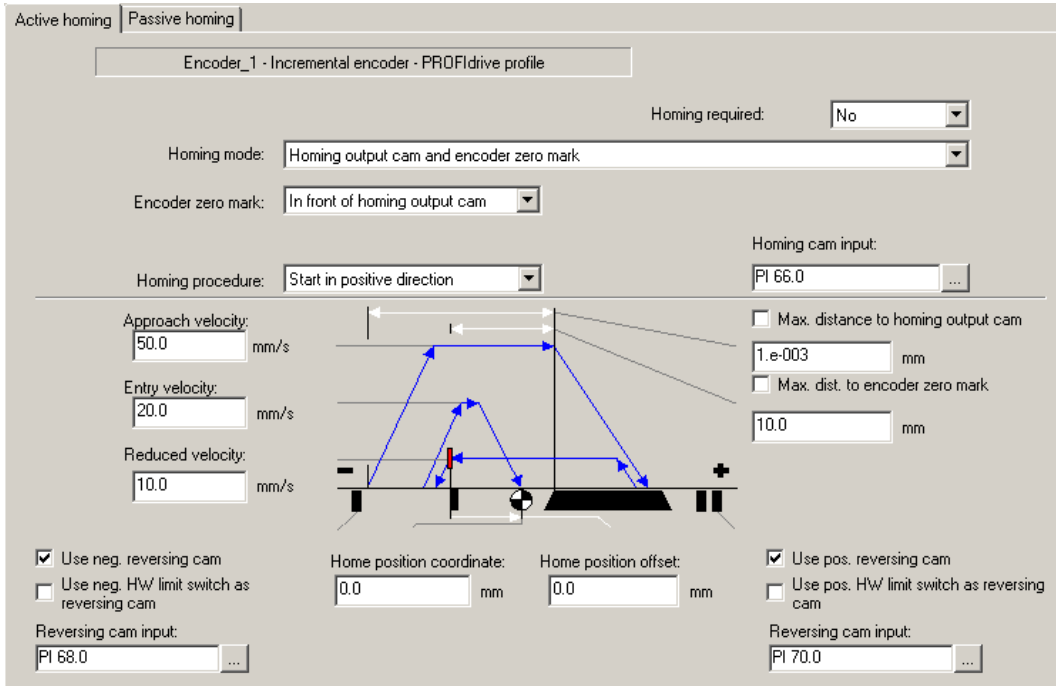 Active homing
Passive homing
Encoder_1 - Incremental encoder - PROFIdrive profile
Homing required:
No
Homing mode:
Homing output cam and encoder zero mark
Encoder zero mark:
In front of homing output cam
Homing cam input:
PI 66.0
...
Homing procedure:
Start in positive direction
Approach velocity:
50.0
mm/s
Entry velocity:
20.0
mm/s
Reduced velocity:
10.0
mm/s
Max. distance to homing output cam
1.e-003
mm
Max. dist. to encoder zero mark
10.0
mm
-
+
Use neg. reversing cam
Use neg. HW limit switch as
reversing cam
Reversing cam input:
PI 68.0
...
Home position coordinate:
0.0
mm
Home position offset:
0.0
mm
Use pos. reversing cam
Use pos. HW limit switch as reversing
cam
Reversing cam input:
PI 70.0
...